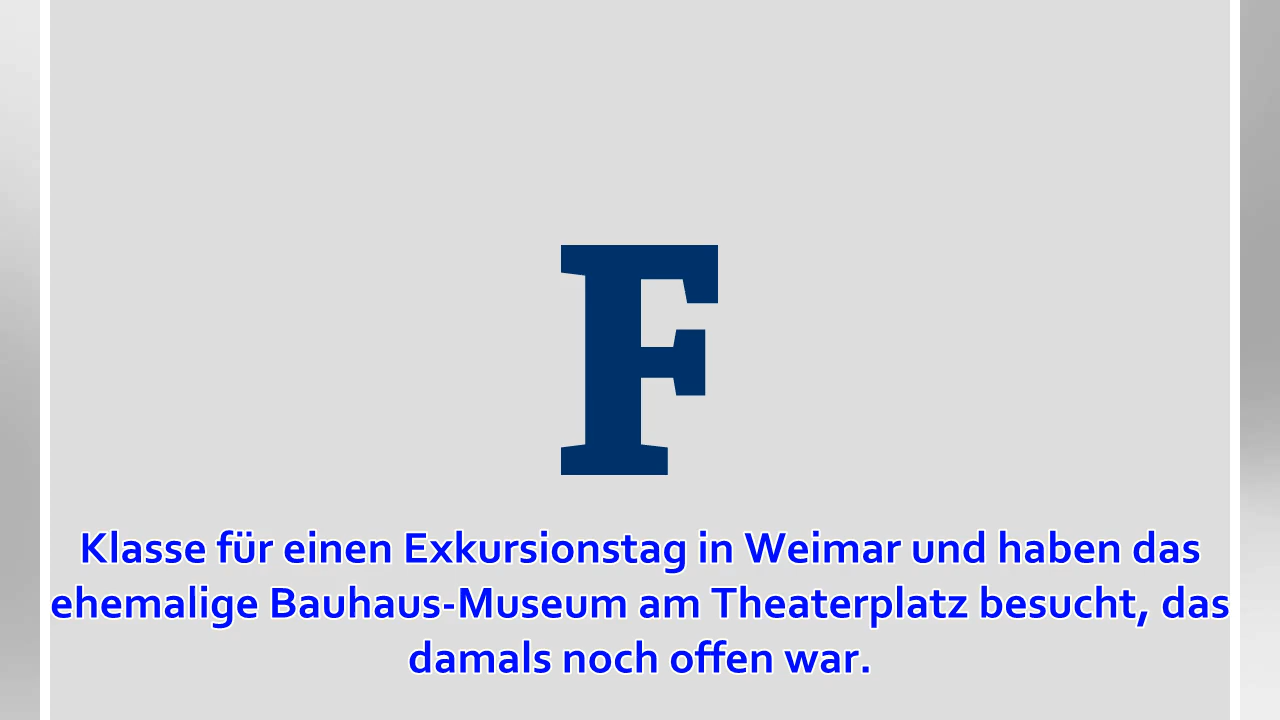 F
Klasse für einen Exkursionstag in Weimar und haben das
ehemalige Bauhaus-Museum am Theaterplatz besucht, das
damals noch offen war.